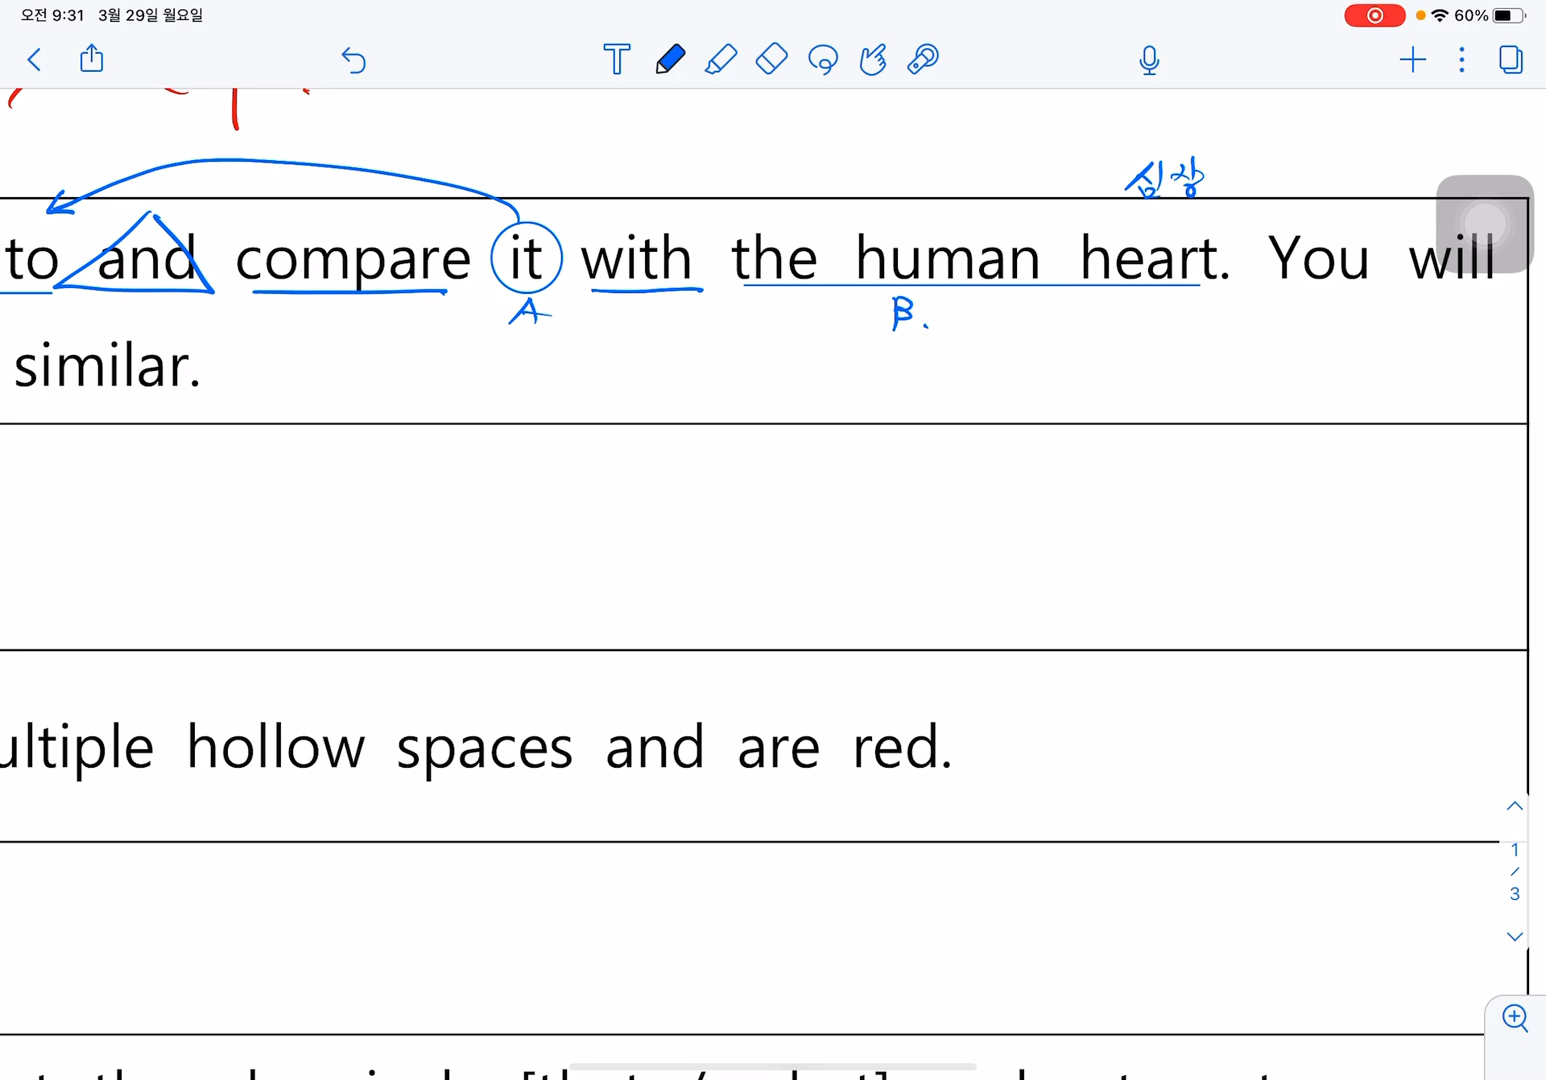 오전 9:31 3월 29일 월요일
60%
심장
to and compare it with the human heart. You will
A
B.
similar.
ultiple hollow spaces and are red.
1
/
3